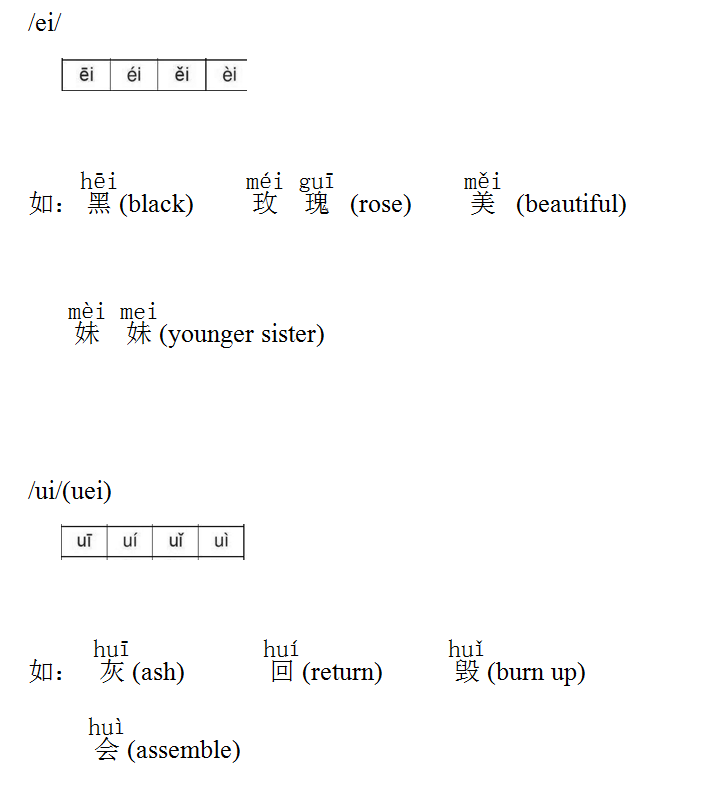 /ei/
ēi éi ěi èi
hēi méi guī měi
如：黑 (black) 玫 瑰 (rose) 美 (beautiful)
mèi mei
妹 妹 (younger sister)
/ui/(uei)
uī uí uǐ uì
huī huí huǐ
如： 灰 (ash) 回 (return) 毁 (burn up)
huì
会 (assemble)